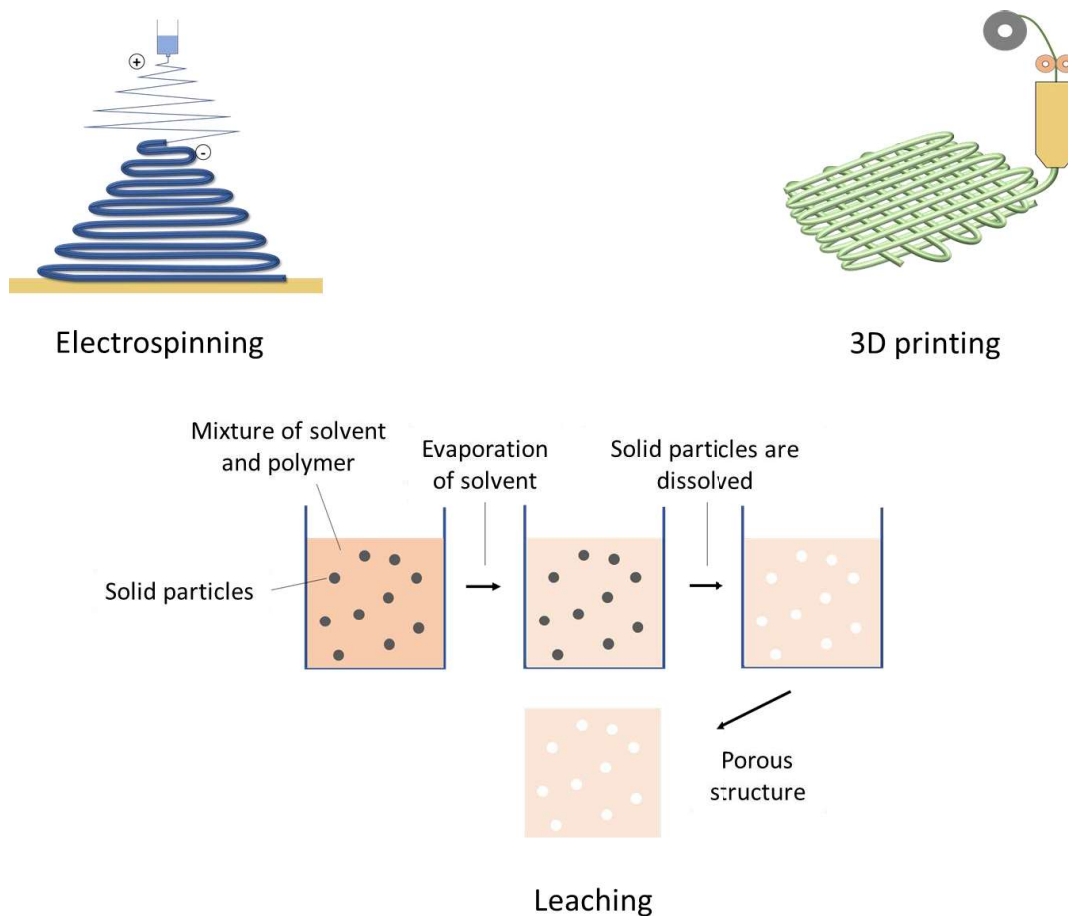 +
-
Electrospinning
3D printing
Mixture of solvent
and polymer
Evaporation
of solvent
Solid particles are
dissolved
Solid particles
Porous
structure
Leaching